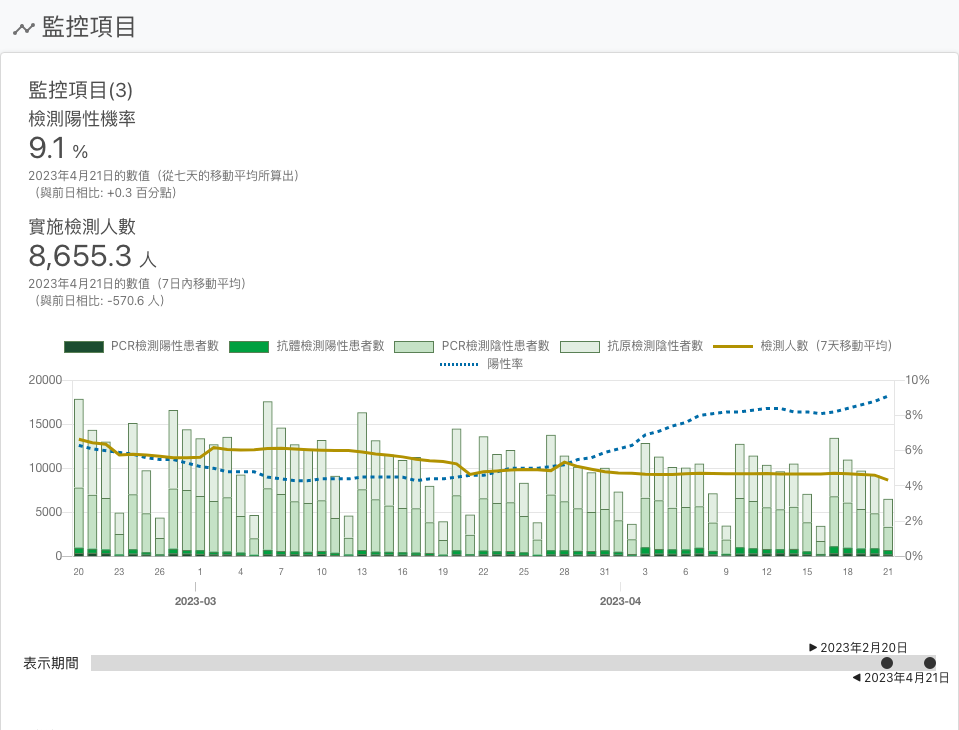 監控項目
監控項目(3)
檢測陽性機率
9.1 %
2023年4月21日的數值（從七天的移動平均所算出）
（與前日相比: +0.3 百分點）
實施檢測人數
8,655.3 人
2023年4月21日的數值（7日內移動平均）
（與前日相比: -570.6 人）
PCR檢測陽性患者數 抗體檢測陽性患者數 PCR檢測陰性患者數 抗原檢測陰性者數 檢測人數（7天移動平均）
陽性率
20000 10%
8%
15000
6%
10000
4%
5000
2%
0 0%
20 23 26 1 4 7 10 13 16 19 22 25 28 31 3 6 9 12 15 18 21
2023-03 2023-04
▶ 2023年2月20日
表示期間
◀ 2023年4月21日